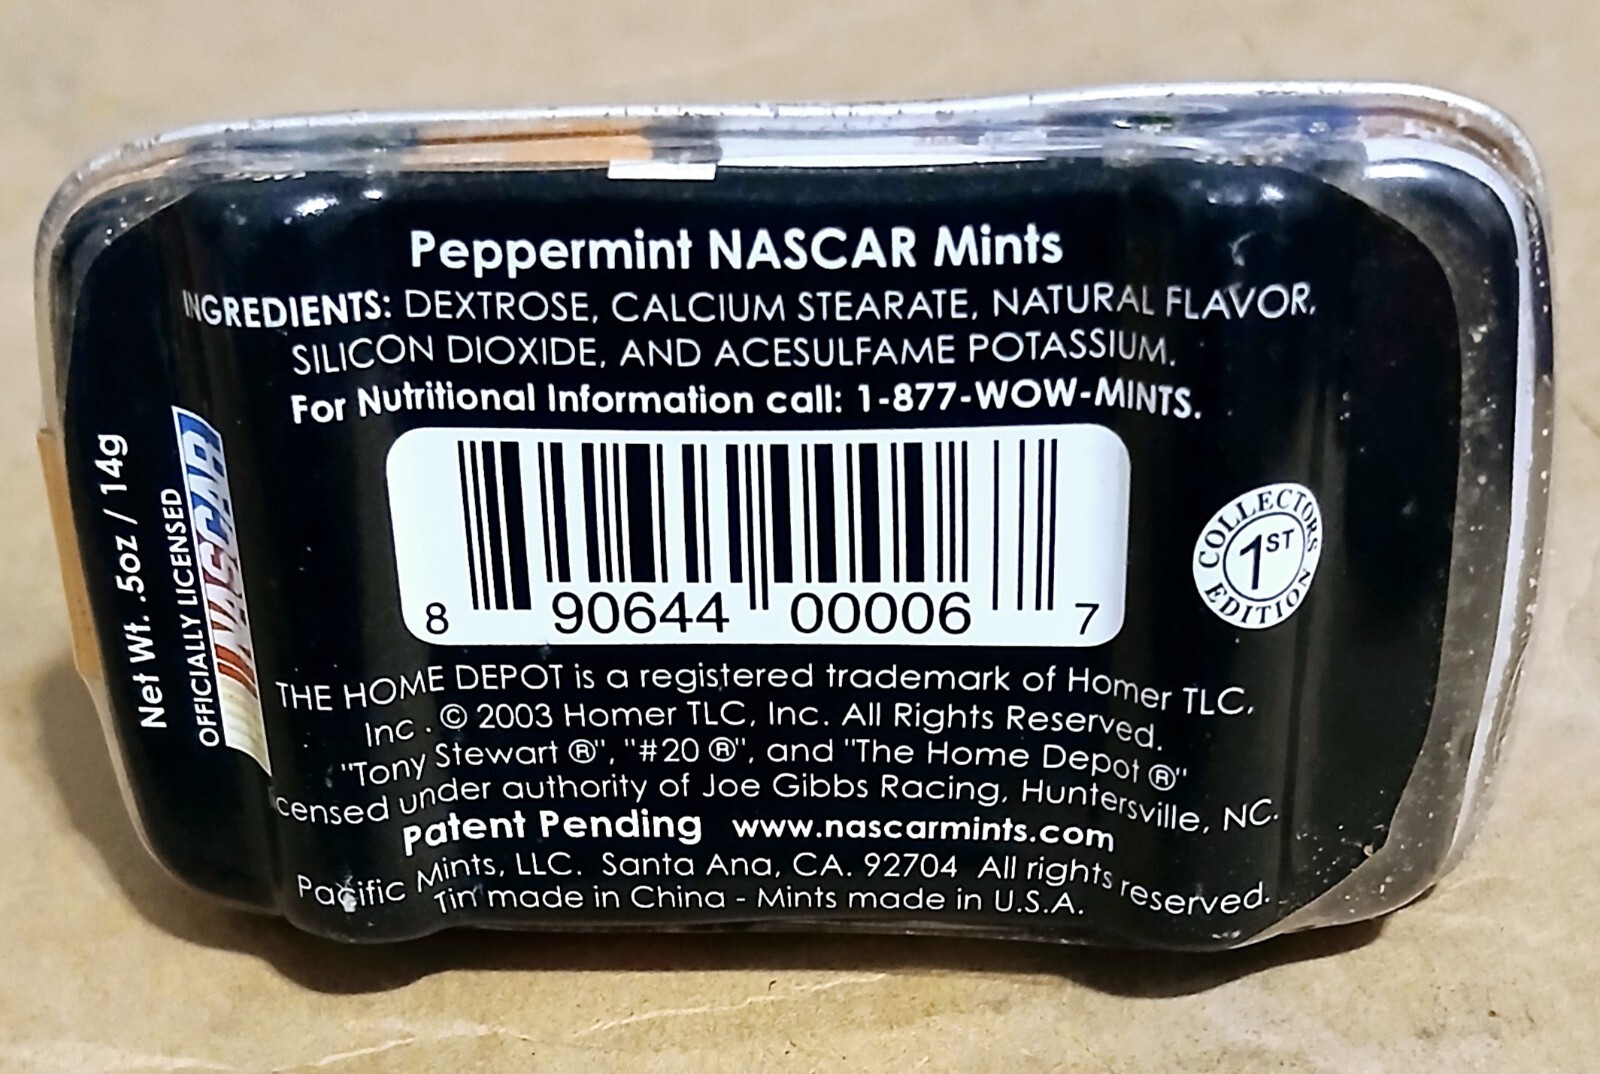 Peppermint NASCAR Mints
INGREDIENTS: DEXTROSE, CALCIUM STEARATE, NATURAL FLAVOR,
SILICON DIOXIDE, AND ACESULFAME POTASSIUM.
For Nutritional Information call: 1-877-WOW-MINTS.
Net Wt. .5oz / 14g
OFFICIALLY LICENSED
NASCAR
8 90644 00006 7
COLLECTORS
1ST
EDITION
THE HOME DEPOT is a registered trademark of Homer TLC,
Inc. © 2003 Homer TLC, Inc. All Rights Reserved.
"Tony Stewart ®", "#20 ®", and "The Home Depot ®"
censed under authority of Joe Gibbs Racing, Huntersville, NC.
Patent Pending www.nascarmints.com
Pacific Mints, LLC. Santa Ana, CA. 92704 All rights reserved.
Tin made in China - Mints made in U.S.A.